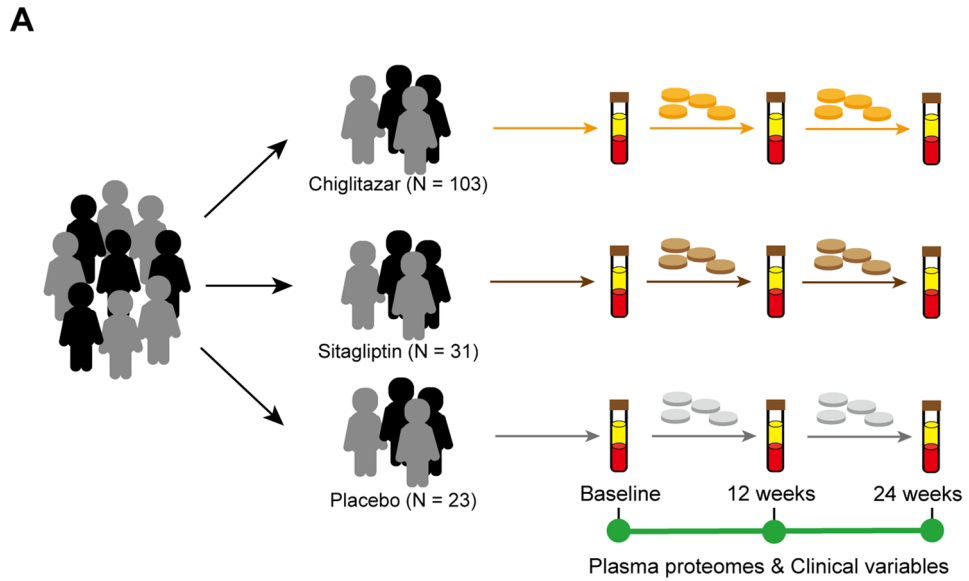 A
Chiglitazar (N = 103)
Sitagliptin (N = 31)
Placebo (N = 23)
Baseline
12 weeks
24 weeks
Plasma proteomes & Clinical variables